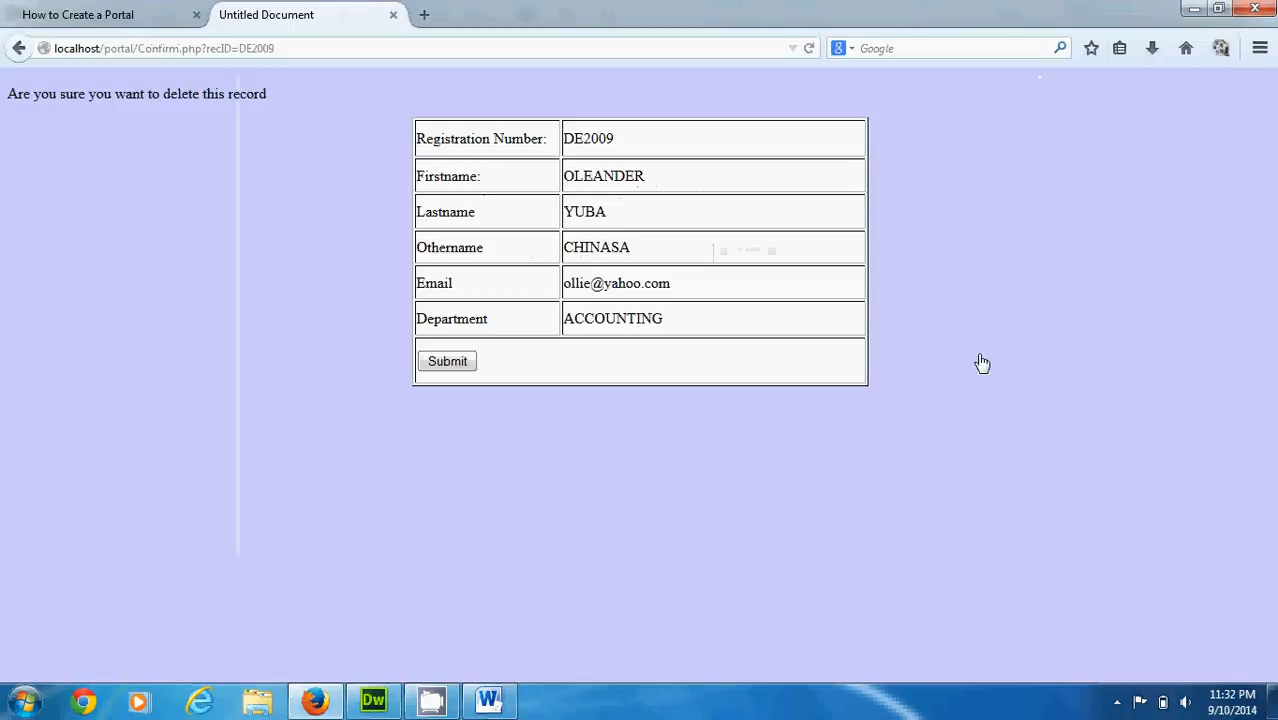 How to Create a Portal
Untitled Document
localhost/portal/Confirm.php?recID=DE2009
Google
Are you sure you want to delete this record
Registration Number: DE2009
Firstname: OLEANDER
Lastname YUBA
Othername CHINASA
Email ollie@yahoo.com
Department ACCOUNTING
Submit
Dw
11:32 PM
9/10/2014